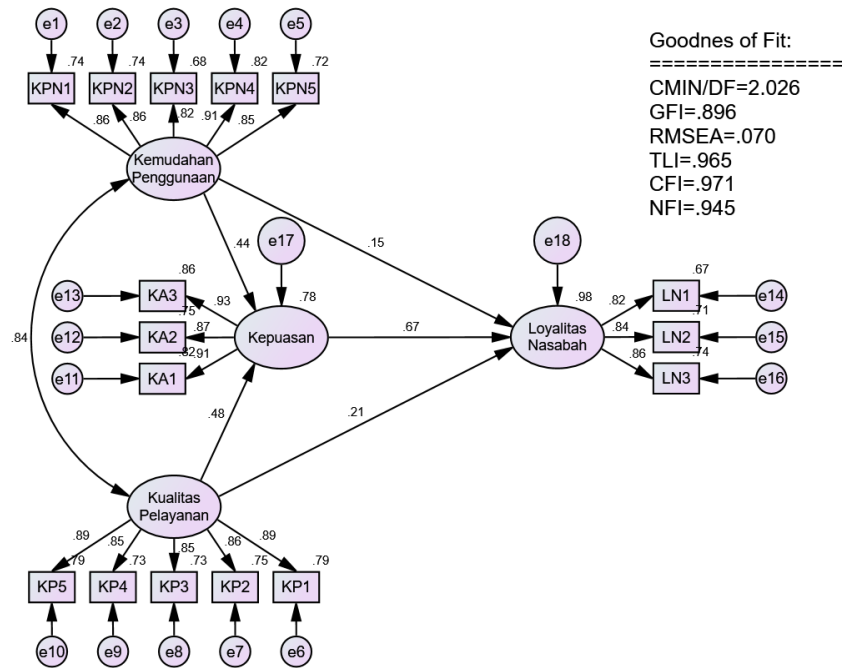 e1 e2 e3 e4 e5
.74 .74 .68 .82 .72
KPN1 KPN2 KPN3 KPN4 KPN5
.86 .86 .82 .91 .85
Kemudahan
Penggunaan
Goodnes of Fit:
================
CMIN/DF=2.026
GFI=.896
RMSEA=.070
TLI=.965
CFI=.971
NFI=.945
.44 .15
e17 e18
.86 .78 .98 .67
e13 KA3 .93 .82 LN1 e14
.75 .71
.84 e12 KA2 .87 Kepuasan .67 Loyalitas
Nasabah .84 LN2 e15
.82 .91 .86 .74
e11 KA1 LN3 e16
.48 .21
Kualitas
Pelayanan
.89 .85 .85 .86 .89
.79 .73 .73 .75 .79
KP5 KP4 KP3 KP2 KP1
e10 e9 e8 e7 e6